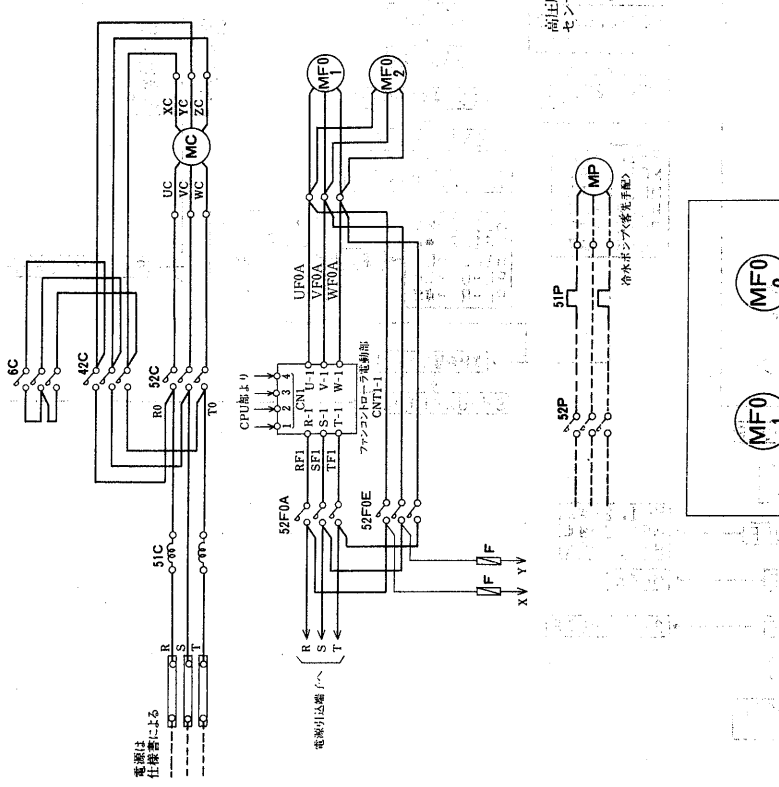 電源は
仕様書による
R
S
T
51C
R0
T0
6C
42C
52C
UC
VC
WC
MC
XC
YC
ZC
電源引込端子へ
R
S
T
52F0A
52F0E
F
F
X
Y
RF1
SF1
TF1
CPU部より
1
2
3
4
CN1
R-1 U-1
S-1 V-1
T-1 W-1
ファンコントローラ電動部
CNT1-1
UF0A
VF0A
WF0A
MF0
1
MF0
2
52P
51P
MP
冷水ポンプ<客先手配>
MF0
1
MF0
高圧
セン